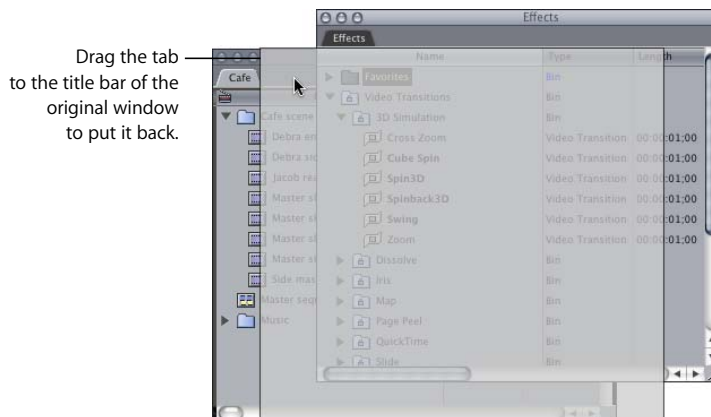 Effects
Effects
Drag the tab
to the title bar of the
original window
to put it back.
Name Type Length
Cafe
Favorites Bin
Video Transitions Bin
Cafe scene
3D Simulation Bin
Debra
Cross Zoom Video Transition 00:00:01;00
Debra
Cube Spin Video Transition 00:00:01;00
Jacob
Spin3D Video Transition 00:00:01;00
Master
Spinback3D Video Transition 00:00:01;00
Master
Swing Video Transition 00:00:01;00
Master
Zoom Video Transition 00:00:01;00
Master
Dissolve Bin
Side
Iris Bin
Master
Map Bin
Music
Page Peel Bin
QuickTime Bin
Slide Bin